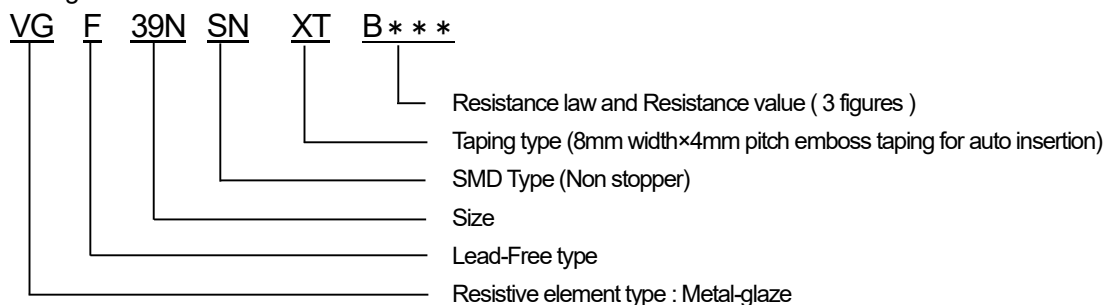 VG F 39N SN XT B***
Resistance law and Resistance value ( 3 figures )
Taping type (8mm width×4mm pitch emboss taping for auto insertion)
SMD Type (Non stopper)
Size
Lead-Free type
Resistive element type : Metal-glaze